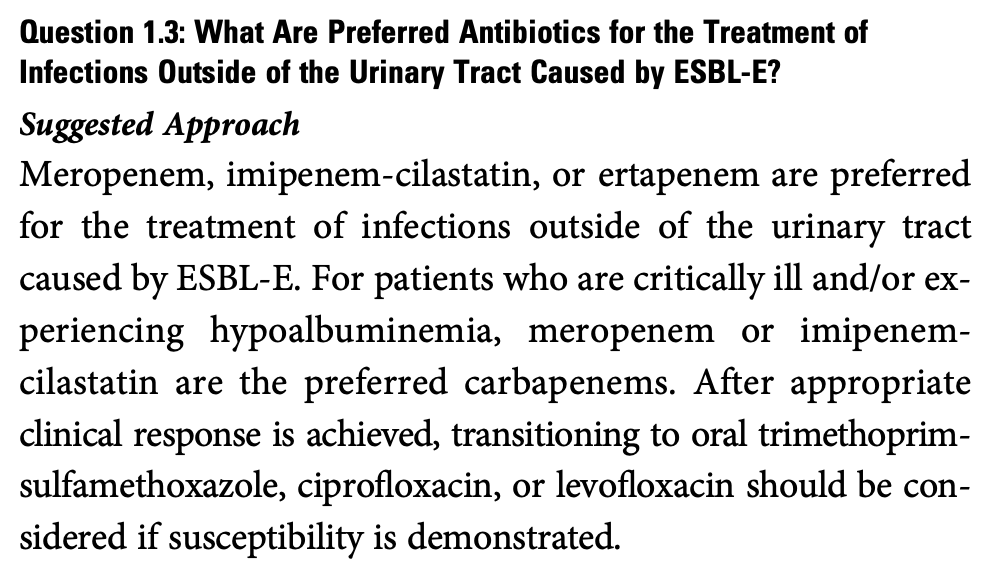 Question 1.3: What Are Preferred Antibiotics for the Treatment of
Infections Outside of the Urinary Tract Caused by ESBL-E?
Suggested Approach
Meropenem, imipenem-cilastatin, or ertapenem are preferred
for the treatment of infections outside of the urinary tract
caused by ESBL-E. For patients who are critically ill and/or ex-
periencing hypoalbuminemia, meropenem or imipenem-
cilastatin are the preferred carbapenems. After appropriate
clinical response is achieved, transitioning to oral trimethoprim-
sulfamethoxazole, ciprofloxacin, or levofloxacin should be con-
sidered if susceptibility is demonstrated.